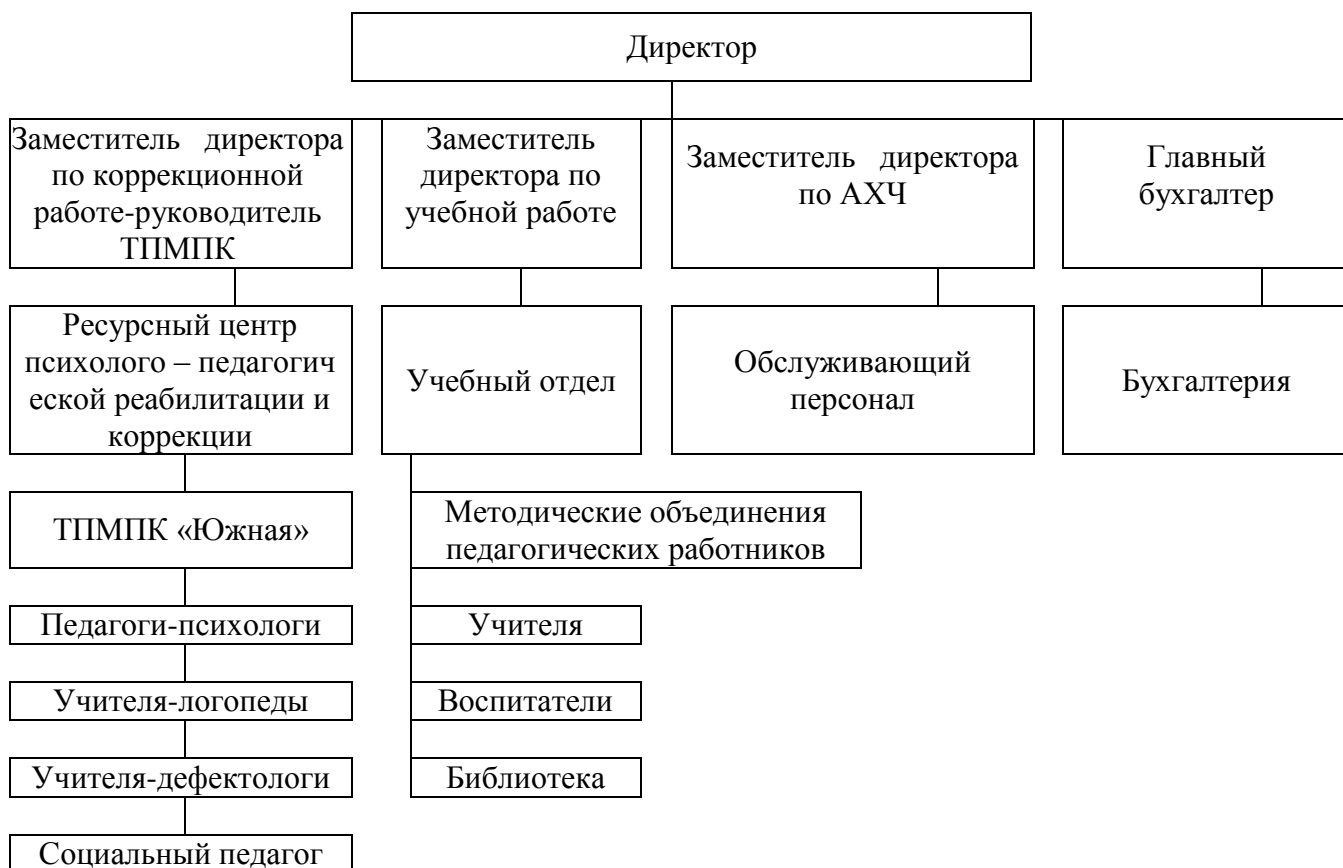 Директор
Заместитель директора
по коррекционной
работе-руководитель
ТПМПК
Заместитель
директора по
учебной работе
Заместитель директора
по АХЧ
Главный
бухгалтер
Ресурсный центр
психолого – педагогич
еской реабилитации и
коррекции
Учебный отдел
Обслуживающий
персонал
Бухгалтерия
ТПМПК «Южная»
Методические объединения
педагогических работников
Педагоги-психологи
Учителя
Учителя-логопеды
Воспитатели
Учителя-дефектологи
Библиотека
Социальный педагог